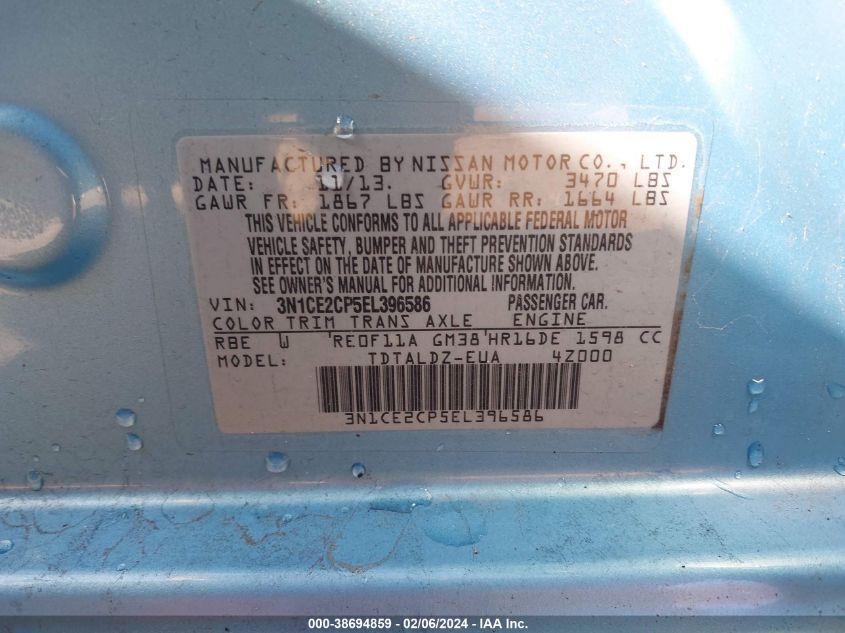 MANUFACTURED BY NISSAN MOTOR CO., LTD.
DATE: 11/13. GVWR: 3470 LBS
GAWR FR: 1867 LBS GAWR RR: 1664 LBS
THIS VEHICLE CONFORMS TO ALL APPLICABLE FEDERAL MOTOR
VEHICLE SAFETY, BUMPER AND THEFT PREVENTION STANDARDS
IN EFFECT ON THE DATE OF MANUFACTURE SHOWN ABOVE.
SEE OWNER'S MANUAL FOR ADDITIONAL INFORMATION.
VIN: 3N1CE2CP5EL396586 PASSENGER CAR.
COLOR TRIM TRANS AXLE ENGINE
RBE W 'RE0F11A GM38'HR16DE 1598 CC
MODEL: TDTALDZ-EUA 4Z000
3N1CE2CP5EL396586
000-38694859 - 02/06/2024 - IAAI.COM